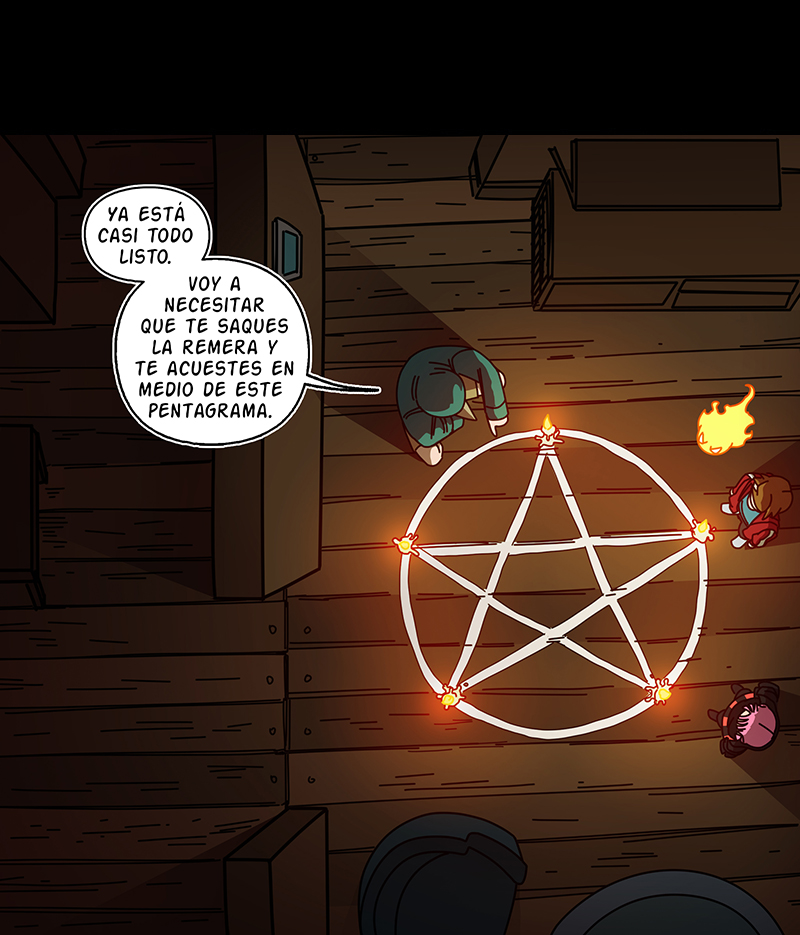 YA ESTÁ
CASI TODO
LISTO.
VOY A
NECESITAR
QUE TE SAQUES
LA REMERA Y
TE ACUESTES EN
MEDIO DE ESTE
PENTAGRAMA.